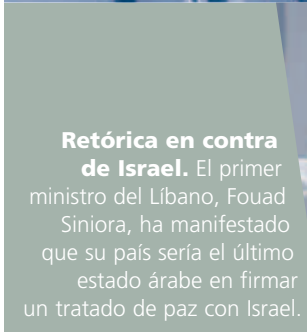 Retórica en contra
de Israel. El primer
ministro del Líbano, Fouad
Siniora, ha manifestado
que su país sería el último
estado árabe en firmar
un tratado de paz con Israel.